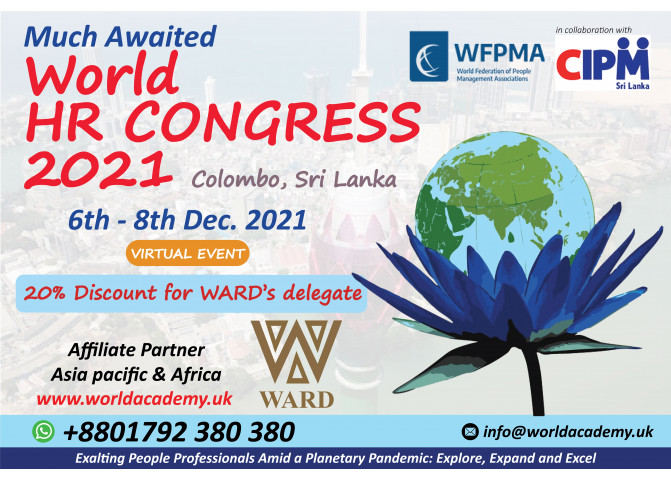 Much Awaited
World
HR CONGRESS
2021 Colombo, Sri Lanka
6th - 8th Dec. 2021
VIRTUAL EVENT
20% Discount for WARD's delegate
WFPMA
World Federation of People
Management Associations
in collaboration with
CIPM
Sri Lanka
Affiliate Partner
Asia pacific & Africa
www.worldacademy.uk
WARD
+8801792 380 380
info@worldacademy.uk
Exalting People Professionals Amid a Planetary Pandemic: Explore, Expand and Excel